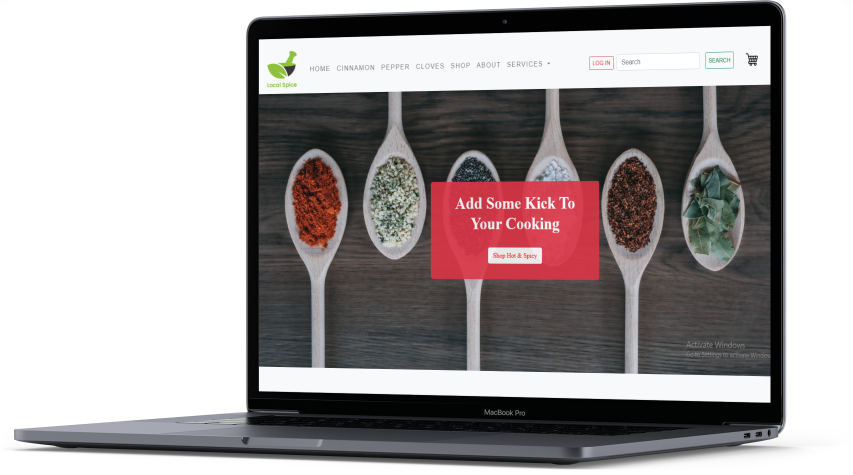 Local Spice
HOME CINNAMON PEPPER CLOVES SHOP ABOUT SERVICES
LOG IN
Search
SEARCH
Add Some Kick To
Your Cooking
Shop Hot & Spicy
Activate Windows
Go to Settings to activate Windows
MacBook Pro